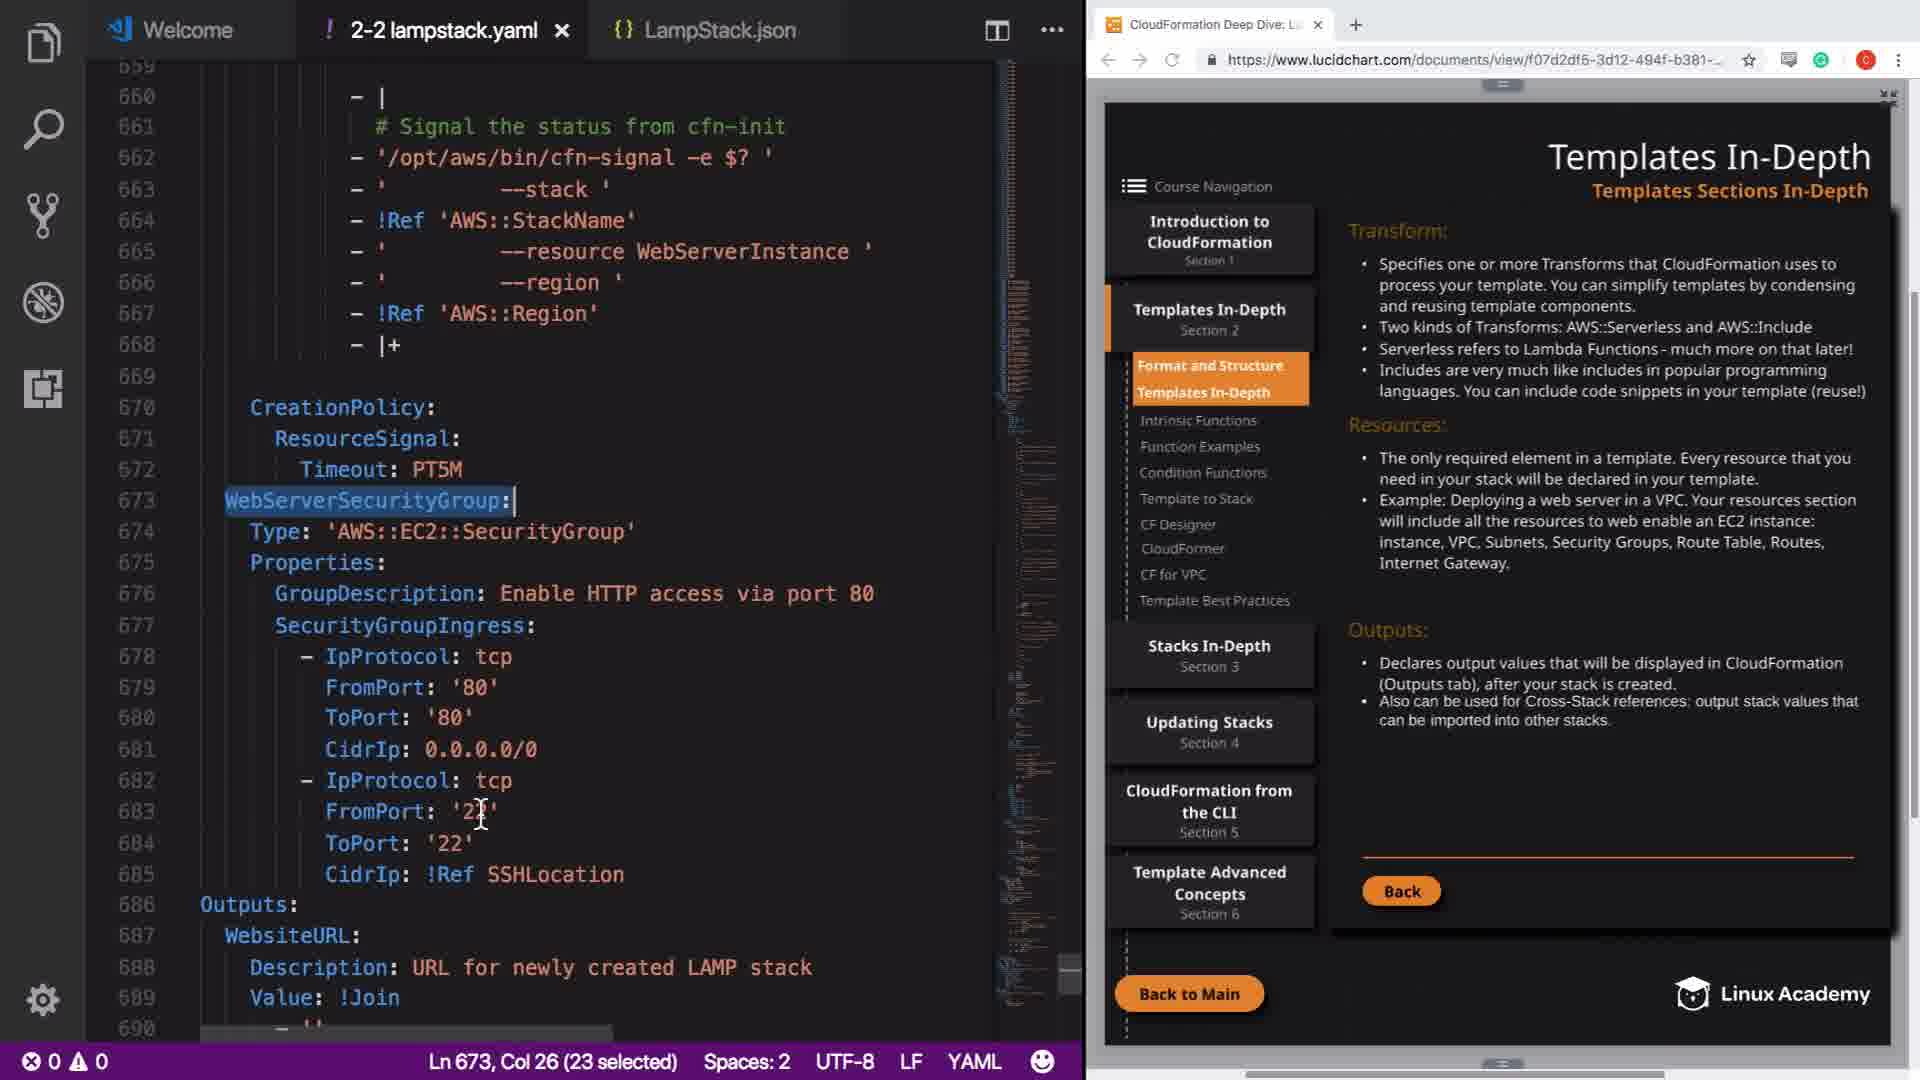 Welcome
! 2-2 lampstack.yaml ×
{} LampStack.json
···
659
660 - |
661 # Signal the status from cfn-init
662 - '/opt/aws/bin/cfn-signal -e $? '
663 - '         --stack '
664 - !Ref 'AWS::StackName'
665 - '         --resource WebServerInstance '
666 - '         --region '
667 - !Ref 'AWS::Region'
668 - |+
669
670 CreationPolicy:
671 ResourceSignal:
672 Timeout: PT5M
673 WebServerSecurityGroup:
674 Type: 'AWS::EC2::SecurityGroup'
675 Properties:
676 GroupDescription: Enable HTTP access via port 80
677 SecurityGroupIngress:
678 - IpProtocol: tcp
679 FromPort: '80'
680 ToPort: '80'
681 CidrIp: 0.0.0.0/0
682 - IpProtocol: tcp
683 FromPort: '22'
684 ToPort: '22'
685 CidrIp: !Ref SSHLocation
686 Outputs:
687 WebsiteURL:
688 Description: URL for newly created LAMP stack
689 Value: !Join
690 - ''
0 0
Ln 673, Col 26 (23 selected)
Spaces: 2
UTF-8
LF
YAML
CloudFormation Deep Dive: L
https://www.lucidchart.com/documents/view/f07d2df5-3d12-494f-b381-...
C
Templates In-Depth
Templates Sections In-Depth
Course Navigation
Introduction to
CloudFormation
Section 1
Templates In-Depth
Section 2
Format and Structure
Templates In-Depth
Intrinsic Functions
Function Examples
Condition Functions
Template to Stack
CF Designer
CloudFormer
CF for VPC
Template Best Practices
Stacks In-Depth
Section 3
Updating Stacks
Section 4
CloudFormation from
the CLI
Section 5
Template Advanced
Concepts
Section 6
Back to Main
Transform:
• Specifies one or more Transforms that CloudFormation uses to
process your template. You can simplify templates by condensing
and reusing template components.
• Two kinds of Transforms: AWS::Serverless and AWS::Include
• Serverless refers to Lambda Functions - much more on that later!
• Includes are very much like includes in popular programming
languages. You can include code snippets in your template (reuse!)
Resources:
• The only required element in a template. Every resource that you
need in your stack will be declared in your template.
• Example: Deploying a web server in a VPC. Your resources section
will include all the resources to web enable an EC2 instance:
instance, VPC, Subnets, Security Groups, Route Table, Routes,
Internet Gateway.
Outputs:
• Declares output values that will be displayed in CloudFormation
(Outputs tab), after your stack is created.
• Also can be used for Cross-Stack references: output stack values that
can be imported into other stacks.
Back
Linux Academy